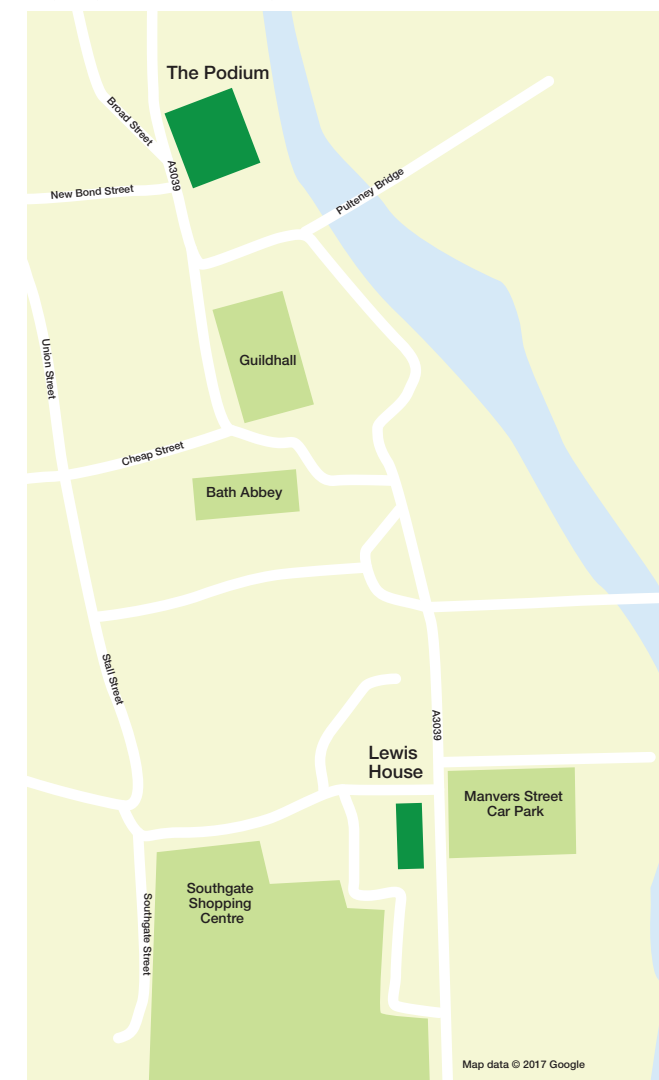 The Podium
Broad Street
A3039
New Bond Street
Pulteney Bridge
Union Street
Guildhall
Cheap Street
Bath Abbey
Stall Street
A3039
Lewis
House
Manvers Street
Car Park
Southgate
Shopping
Centre
Southgate Street
Map data © 2017 Google